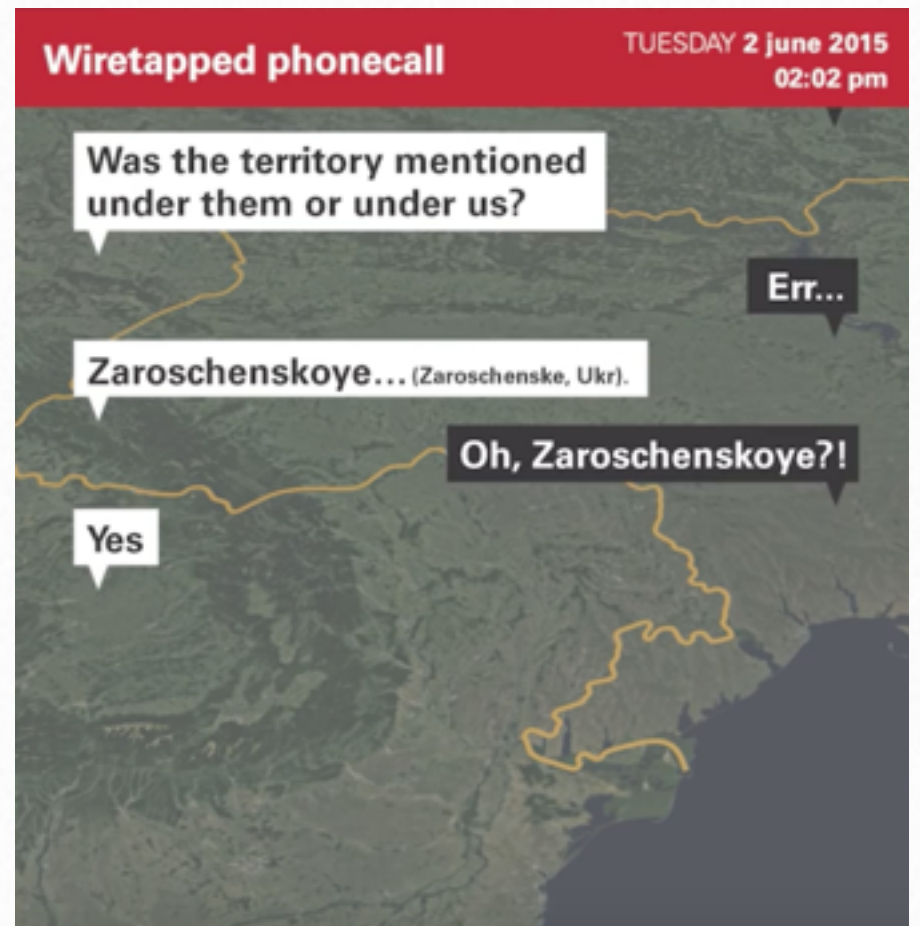 Wiretapped phonecall
TUESDAY 2 june 2015
02:02 pm
Was the territory mentioned
under them or under us?
Err...
Zaroschenskoye... (Zaroschenske, Ukr).
Oh, Zaroschenskoye?!
Yes